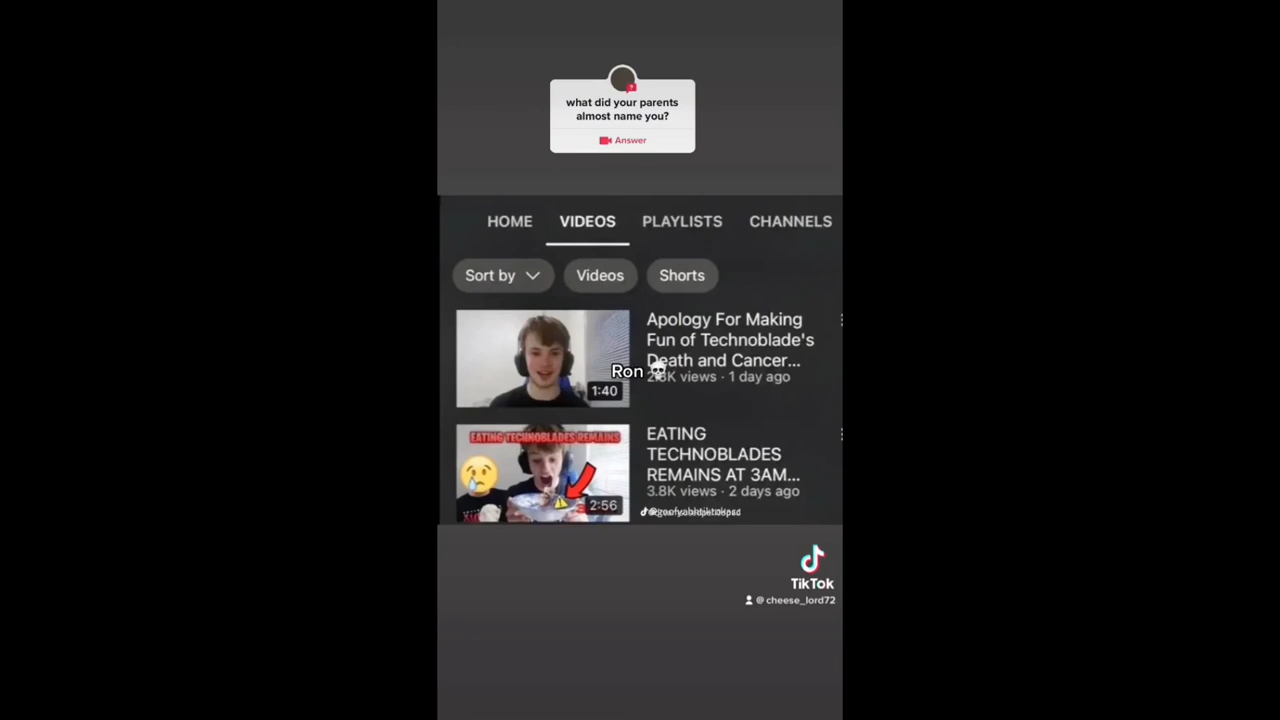 what did your parents
almost name you?
Answer
HOME VIDEOS PLAYLISTS CHANNELS
Sort by Videos Shorts
Apology For Making
Fun of Technoblade's
Death and Cancer...
Ron 💀
views · 1 day ago
1:40
EATING TECHNOBLADES REMAINS
EATING
TECHNOBLADES
REMAINS AT 3AM...
3.8K views · 2 days ago
2:56
TikTok
@ cheese_lord72